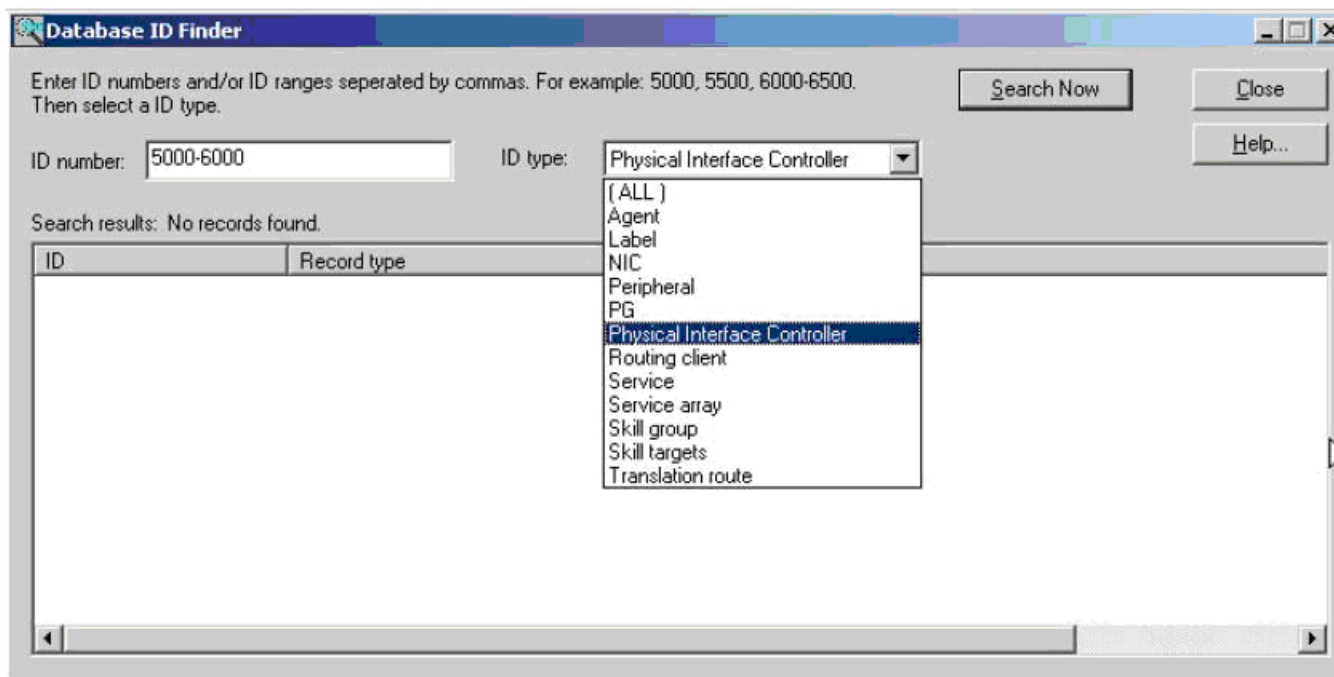 Database ID Finder
Enter ID numbers and/or ID ranges seperated by commas. For example: 5000, 5500, 6000-6500.
Then select a ID type.
Search Now
Close
Help...
ID number: 5000-6000
ID type: Physical Interface Controller
(ALL)
Agent
Label
NIC
Peripheral
PG
Physical Interface Controller
Routing client
Service
Service array
Skill group
Skill targets
Translation route
Search results: No records found.
ID Record type